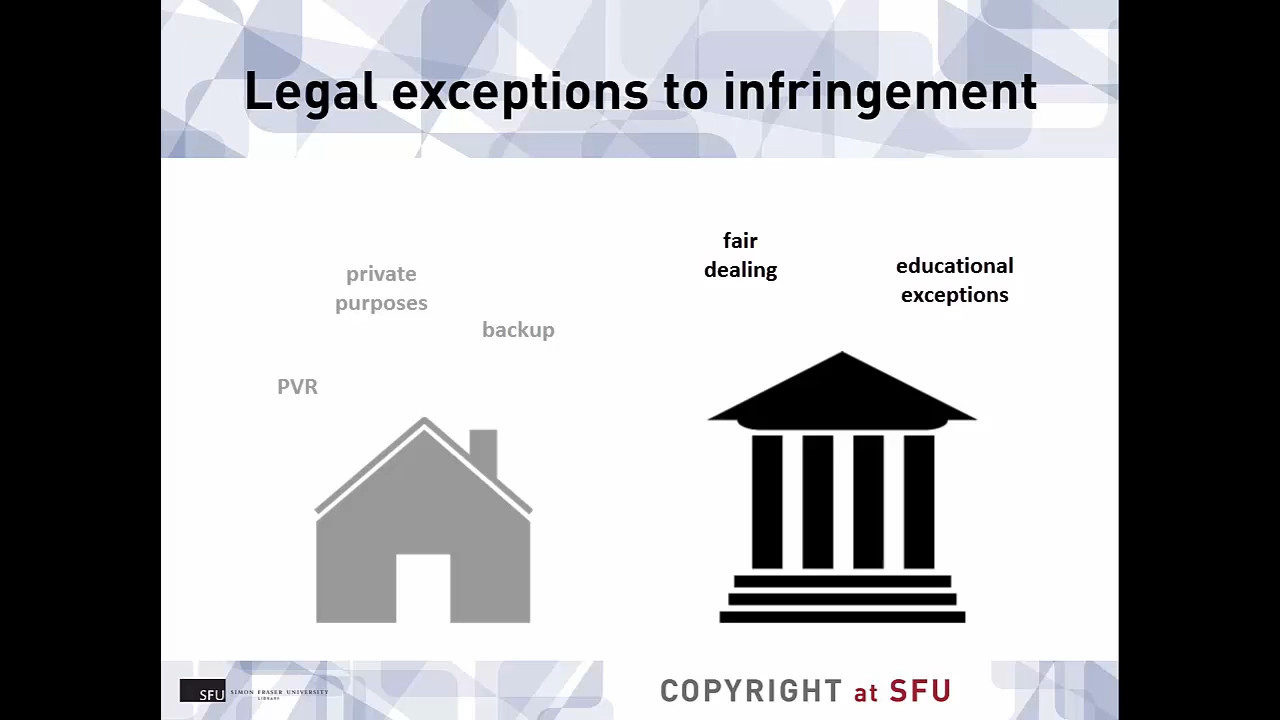 Legal exceptions to infringement
private
purposes
backup
PVR
fair
dealing
educational
exceptions
SFU SIMON FRASER UNIVERSITY
LIBRARY
COPYRIGHT at SFU